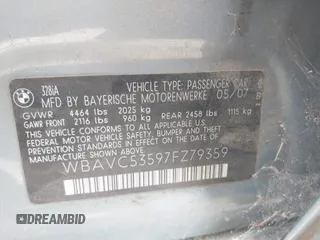 328iA
VEHICLE TYPE: PASSENGER CAR
MFD BY BAYERISCHE MOTORENWERKE 05/07
GVWR 4464 lbs 2025 kg
GAWR FRONT 2116 lbs 960 kg REAR 2458 lbs 1115 kg
THIS VEHICLE CONFORMS TO ALL APPLICABLE
FEDERAL MOTOR VEHICLE SAFETY, BUMPER, AND
THEFT PREVENTION STANDARDS IN EFFECT ON THE
DATE OF MANUFACTURE SHOWN ABOVE.
WBAVC53597FZ79359
DREAMBID